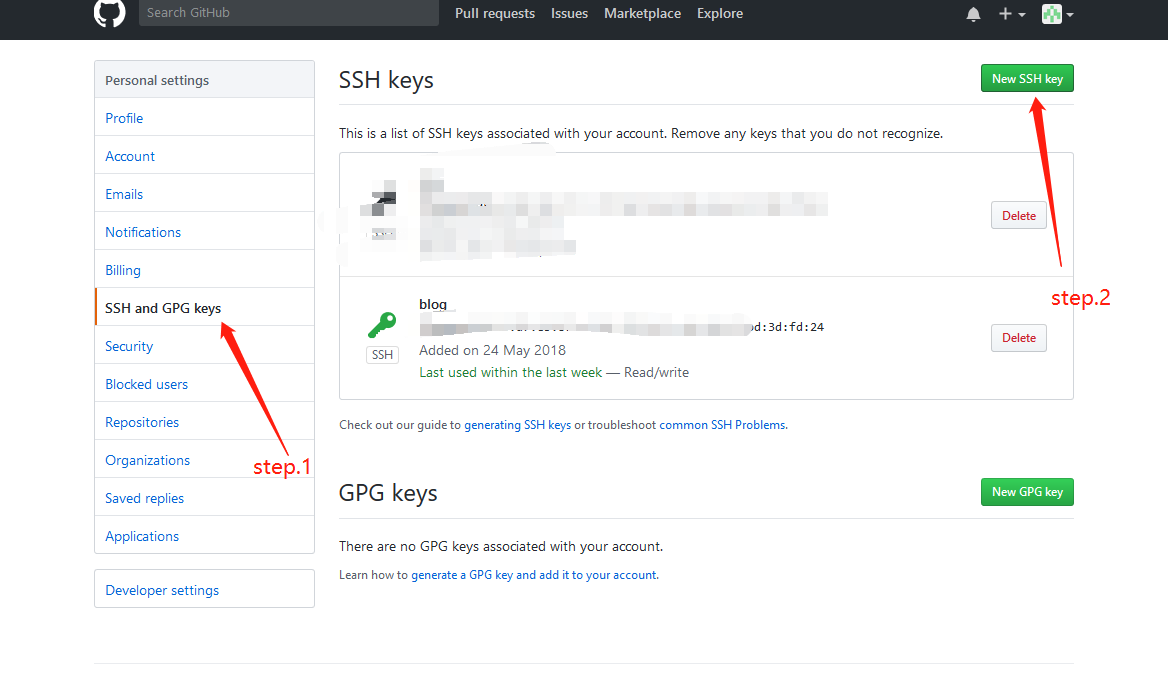 Search GitHub
Pull requests
Issues
Marketplace
Explore
Personal settings
Profile
Account
Emails
Notifications
Billing
SSH and GPG keys
Security
Blocked users
Repositories
Organizations
Saved replies
Applications
Developer settings
step.1
SSH keys
New SSH key
This is a list of SSH keys associated with your account. Remove any keys that you do not recognize.
Delete
step.2
blog
d:3d:fd:24
SSH
Added on 24 May 2018
Last used within the last week — Read/write
Delete
Check out our guide to generating SSH keys or troubleshoot common SSH Problems.
GPG keys
New GPG key
There are no GPG keys associated with your account.
Learn how to generate a GPG key and add it to your account.